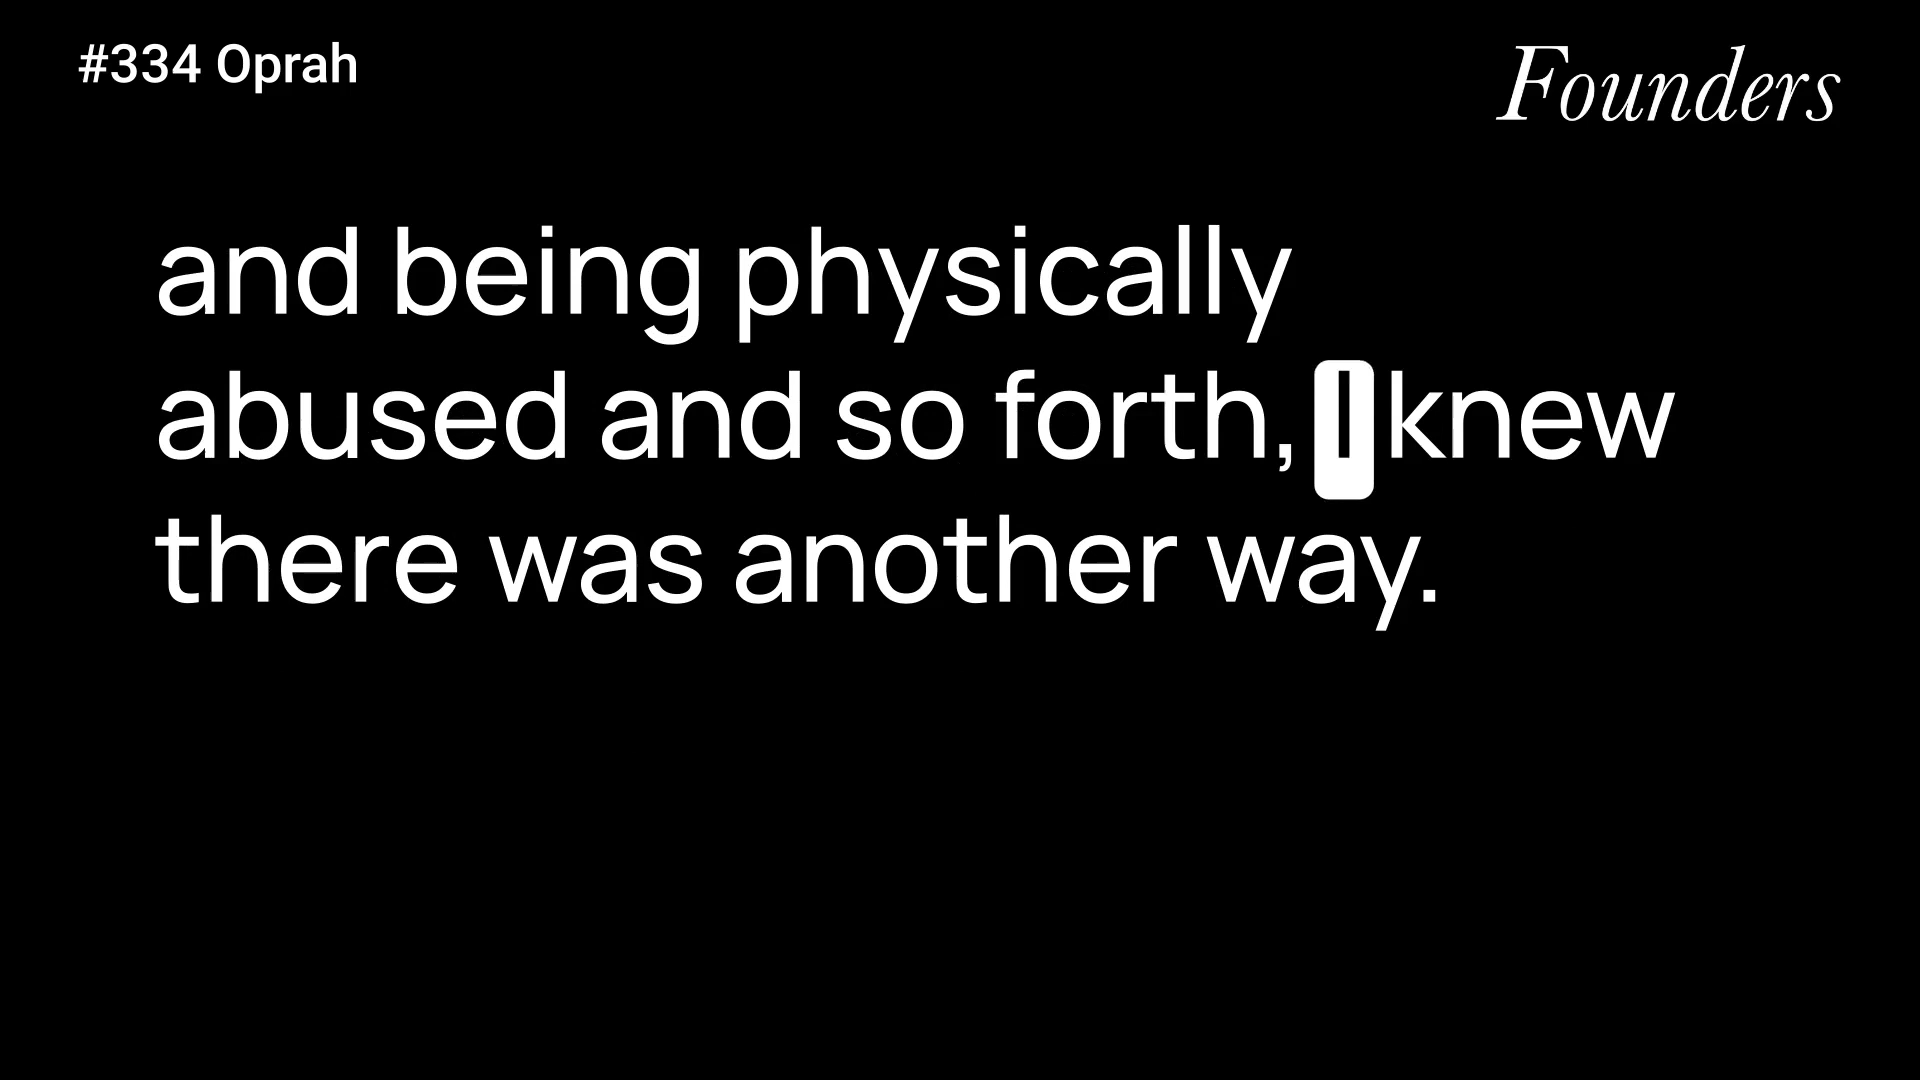 #334 Oprah
Founders
and being physically
abused and so forth, I knew
there was another way.